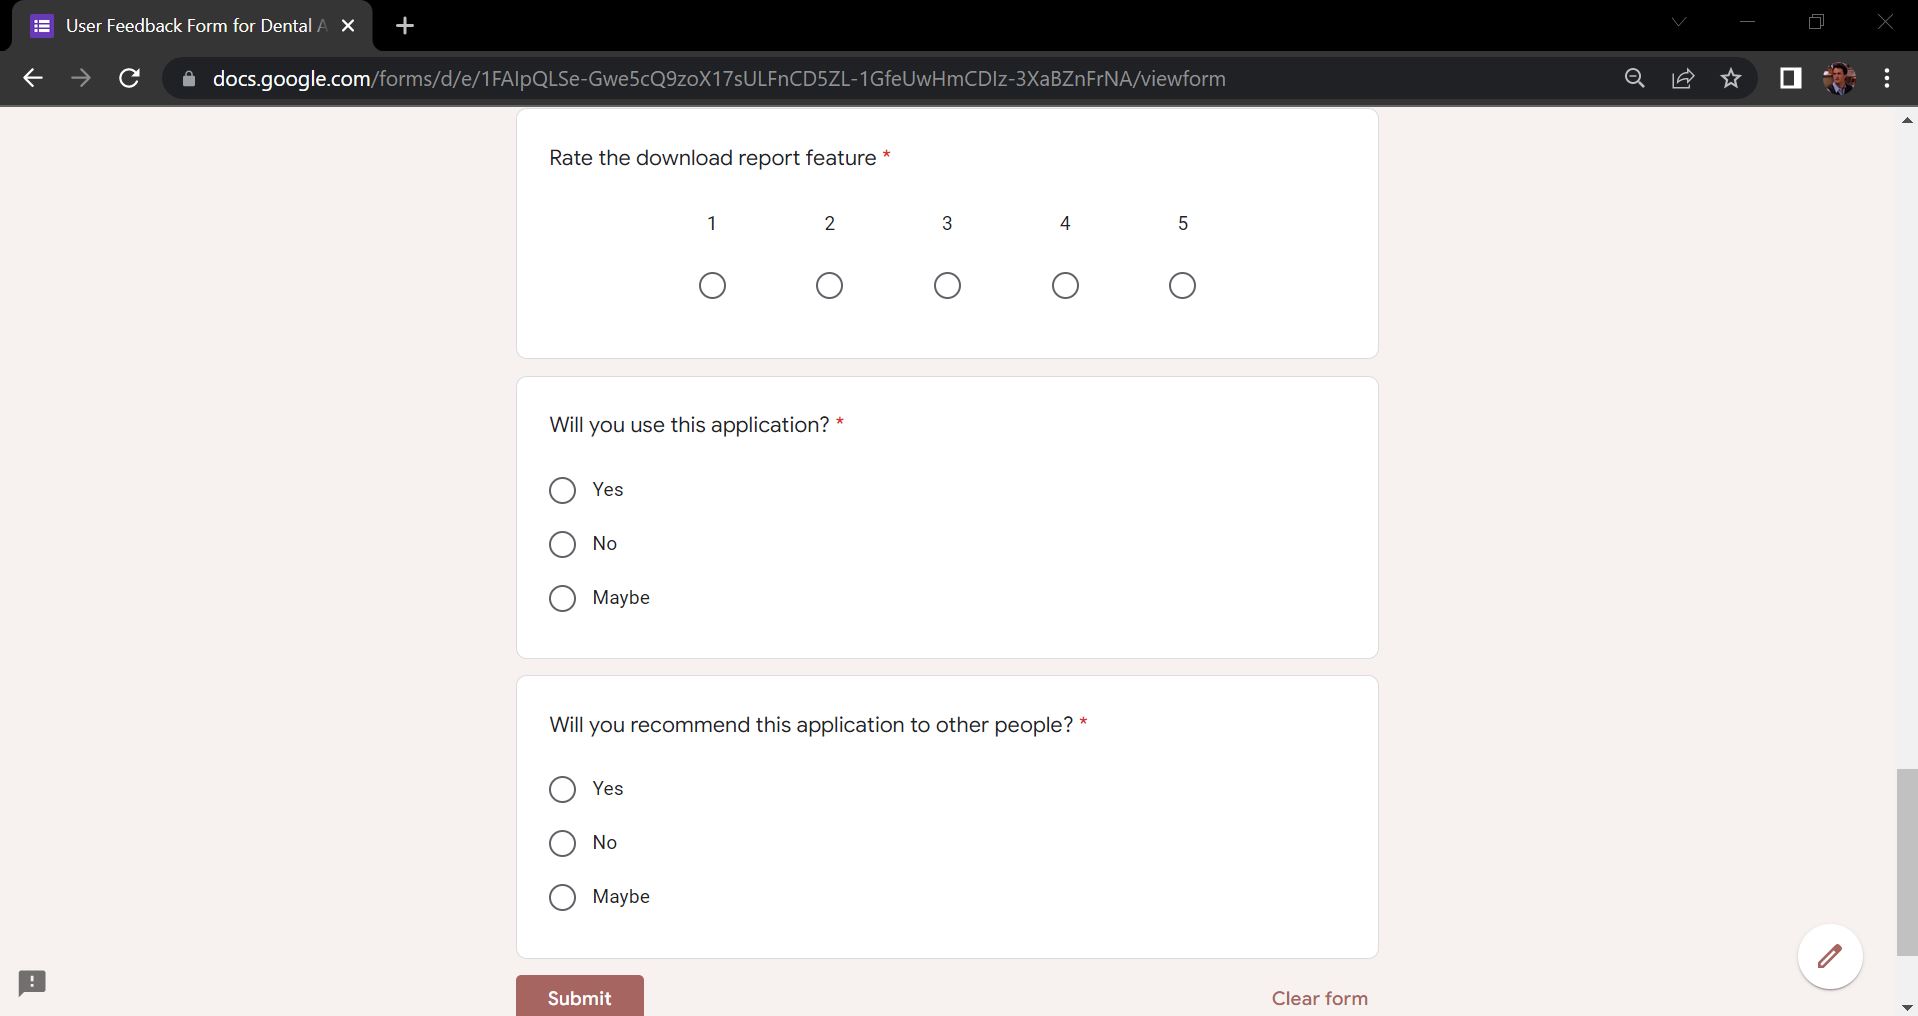 User Feedback Form for Dental A
docs.google.com/forms/d/e/1FAIpQLSe-Gwe5cQ9zoX17sULFnCD5ZL-1GfeUwHmCDIz-3XaBZnFrNA/viewform
Rate the download report feature *
1 2 3 4 5
Will you use this application? *
Yes
No
Maybe
Will you recommend this application to other people? *
Yes
No
Maybe
Submit Clear form